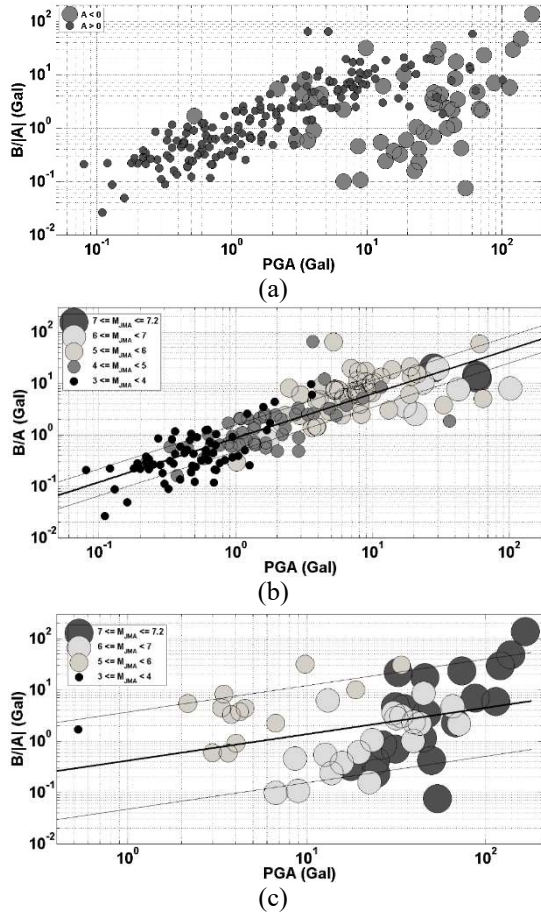 10²
10¹
10⁰
10⁻¹
10⁻²
B/|A| (Gal)
A < 0
A > 0
10⁻¹
10⁰
10¹
10²
PGA (Gal)
(a)
10²
10¹
10⁰
10⁻¹
10⁻²
B/A (Gal)
7 <= M_JMA <= 7.2
6 <= M_JMA < 7
5 <= M_JMA < 6
4 <= M_JMA < 5
3 <= M_JMA < 4
10⁻¹
10⁰
10¹
10²
PGA (Gal)
(b)
10²
10¹
10⁰
10⁻¹
10⁻²
B/|A| (Gal)
7 <= M_JMA <= 7.2
6 <= M_JMA < 7
5 <= M_JMA < 6
3 <= M_JMA < 4
10⁰
10¹
10²
PGA (Gal)
(c)